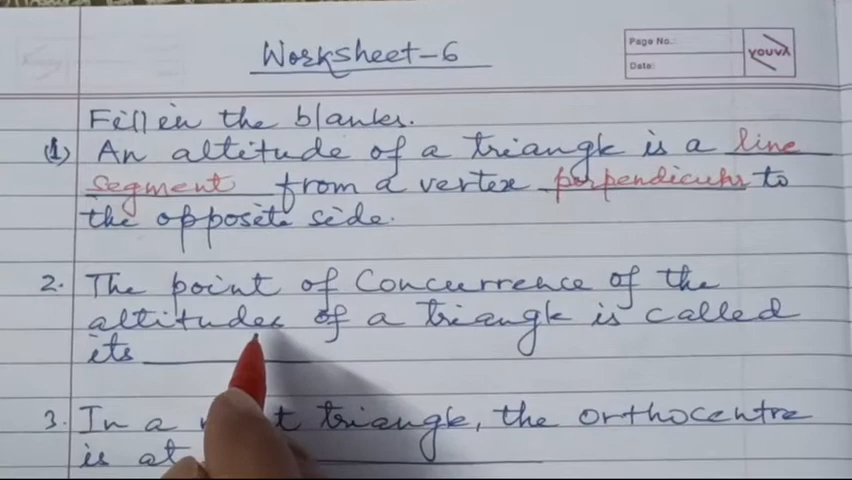 Worksheet-6
Page No.:
Date:
YOUVA
Fill in the blanks.
(1) An altitude of a triangle is a line
segment from a vertex perpendicular to
the opposite side.
2. The point of Concurrence of the
altitudes of a triangle is called
its
3. In a t triangle, the orthocentre
is at